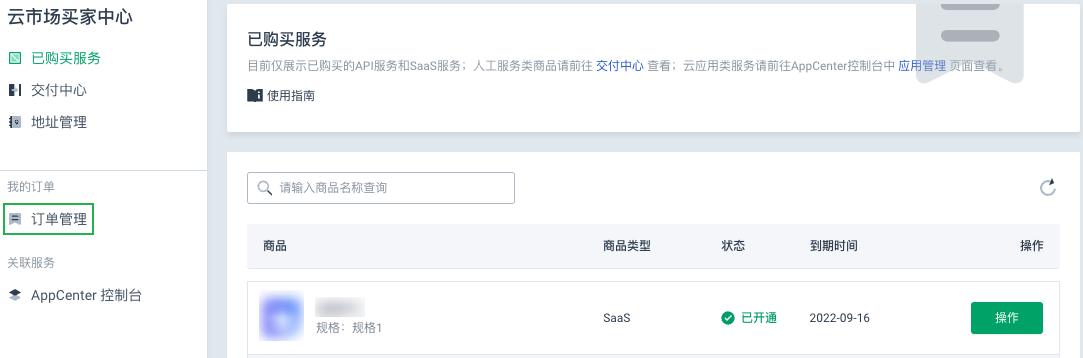 云市场买家中心
已购买服务
交付中心
地址管理
我的订单
订单管理
关联服务
AppCenter 控制台
已购买服务
目前仅展示已购买的API服务和SaaS服务；人工服务类商品请前往 交付中心 查看；云应用类服务请前往AppCenter控制台中 应用管理 页面查看。
使用指南
请输入商品名称查询
商品 商品类型 状态 到期时间 操作
规格：规格1 SaaS 已开通 2022-09-16 操作